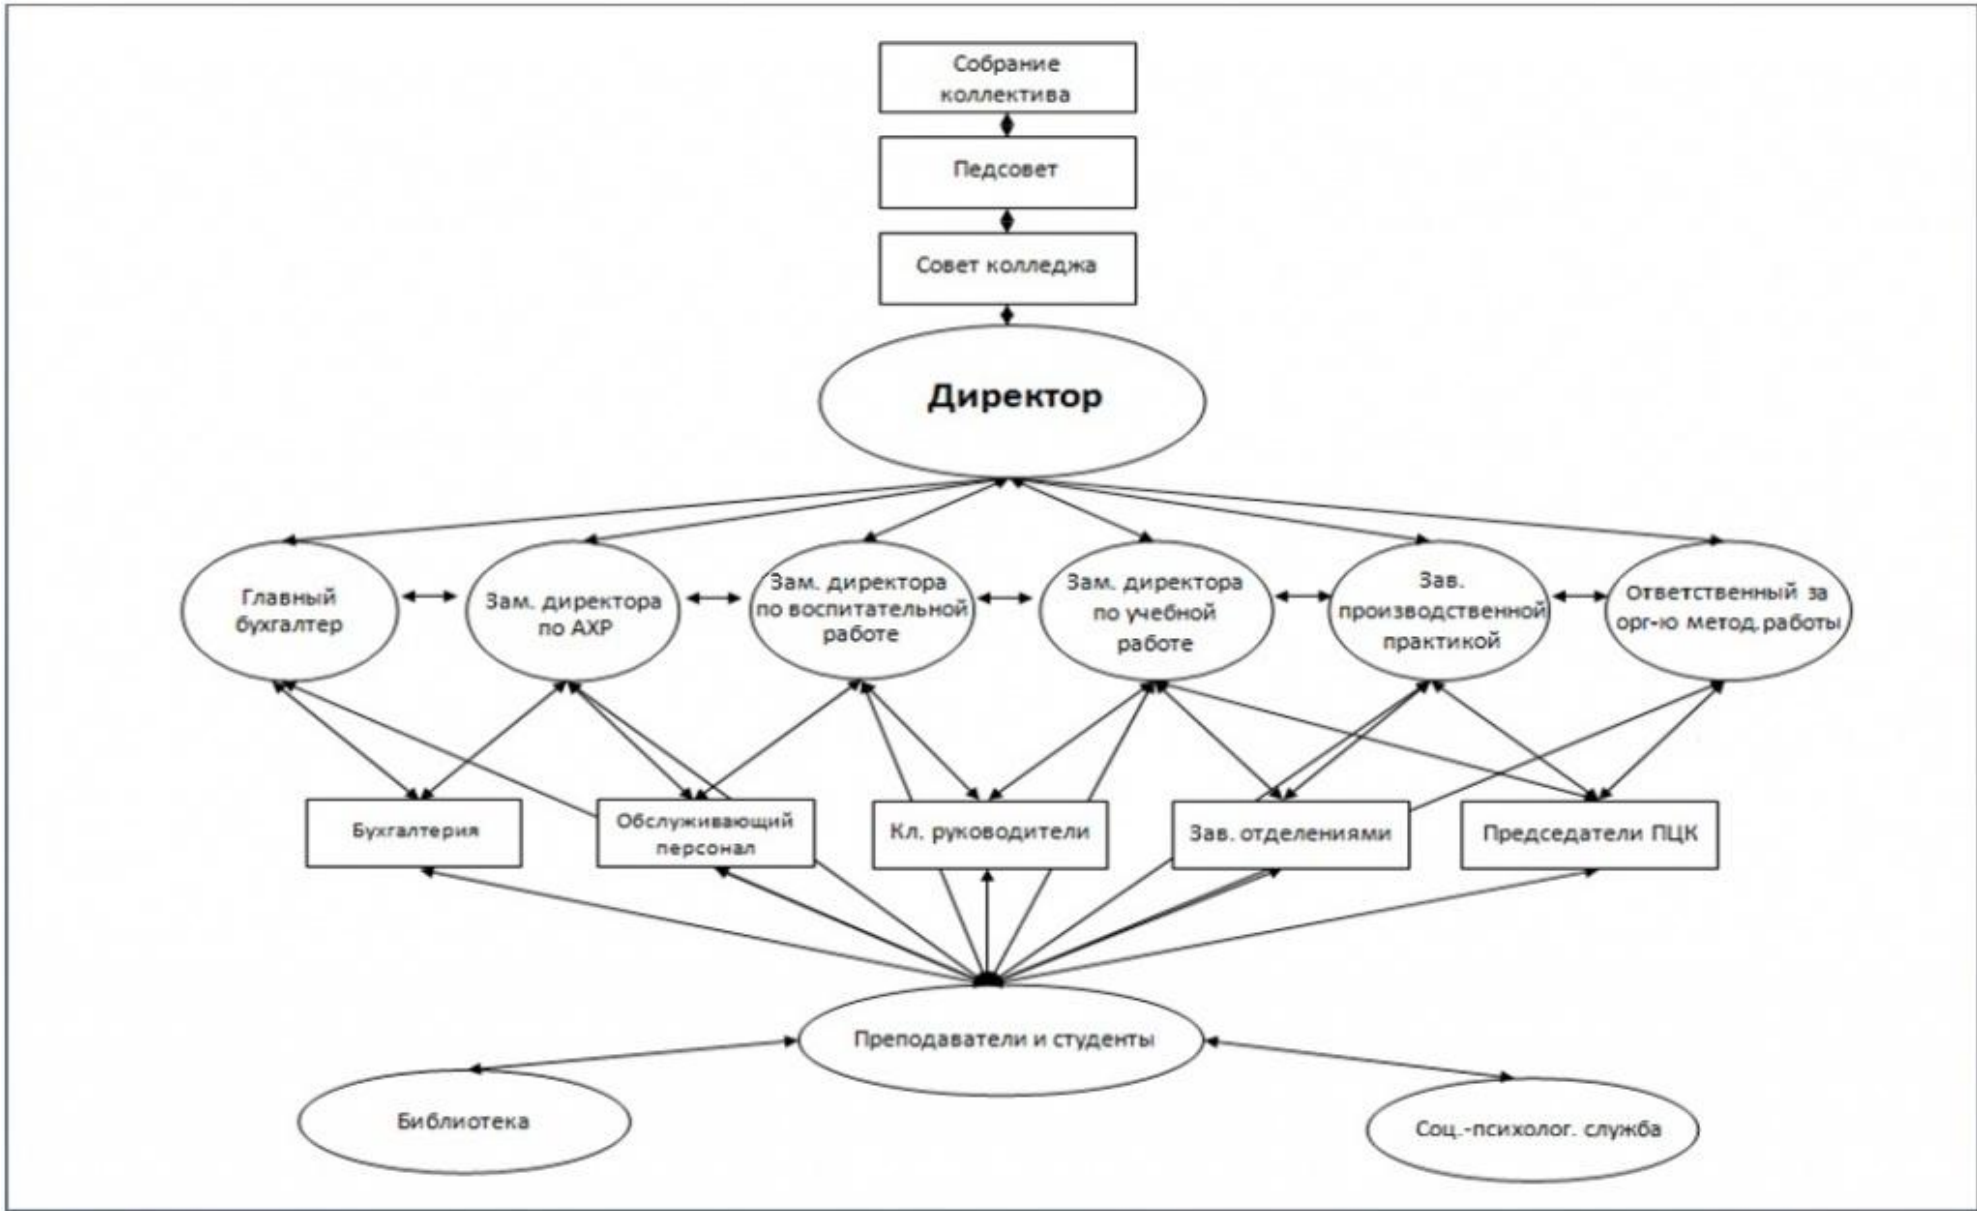 Собрание
коллектива
Педсовет
Совет колледжа
Директор
Главный
бухгалтер
Зам. директора
по АХР
Зам. директора
по воспитательной
работе
Зам. директора
по учебной
работе
Зав.
производственной
практикой
Ответственный за
орг-ю метод.работы
Бухгалтерия
Обслуживающий
персонал
Кл. руководители
Зав. отделениями
Председатели ПЦК
Преподаватели и студенты
Библиотека
Соц.-психолог. служба